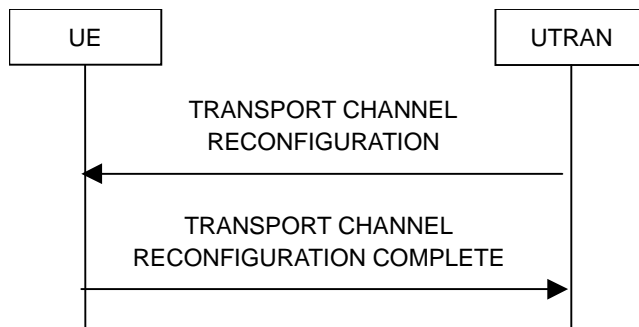 UE
UTRAN
TRANSPORT CHANNEL
RECONFIGURATION
TRANSPORT CHANNEL
RECONFIGURATION COMPLETE